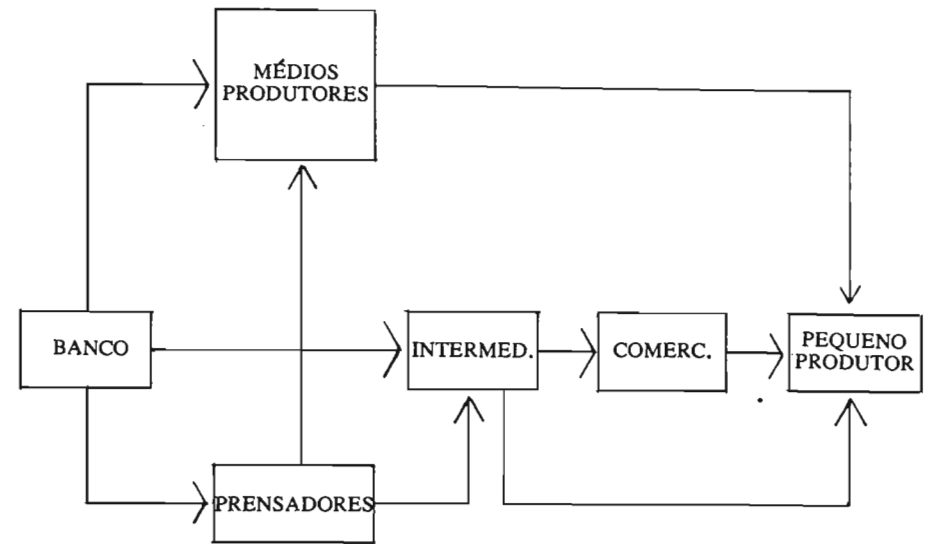 MÉDIOS
PRODUTORES
BANCO
INTERMED.
COMERC.
PEQUENO
PRODUTOR
PRENSADORES